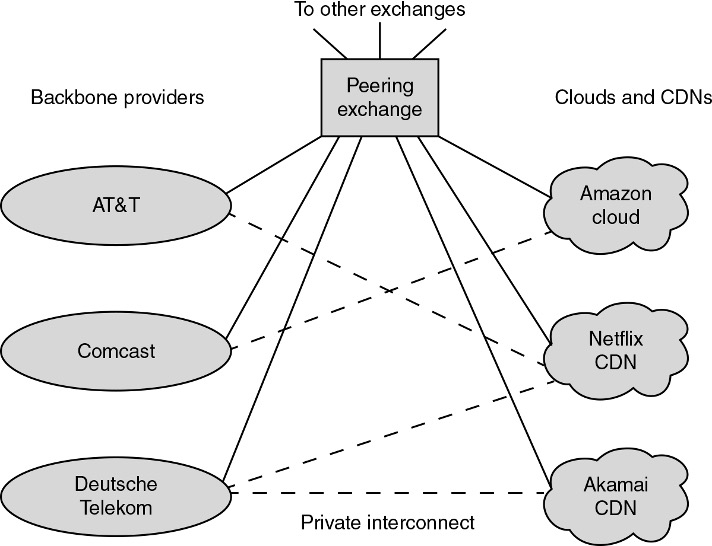 To other exchanges
Peering
exchange
Backbone providers
Clouds and CDNs
AT&T
Amazon
cloud
Comcast
Netflix
CDN
Deutsche
Telekom
Akamai
CDN
Private interconnect